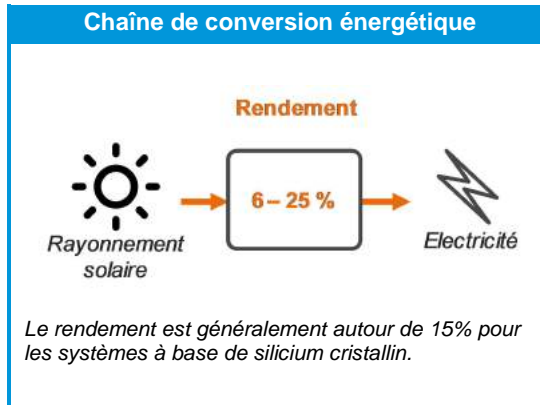 Chaîne de conversion énergétique
Rendement
6 – 25 %
Rayonnement
solaire
Electricité
Le rendement est généralement autour de 15% pour
les systèmes à base de silicium cristallin.